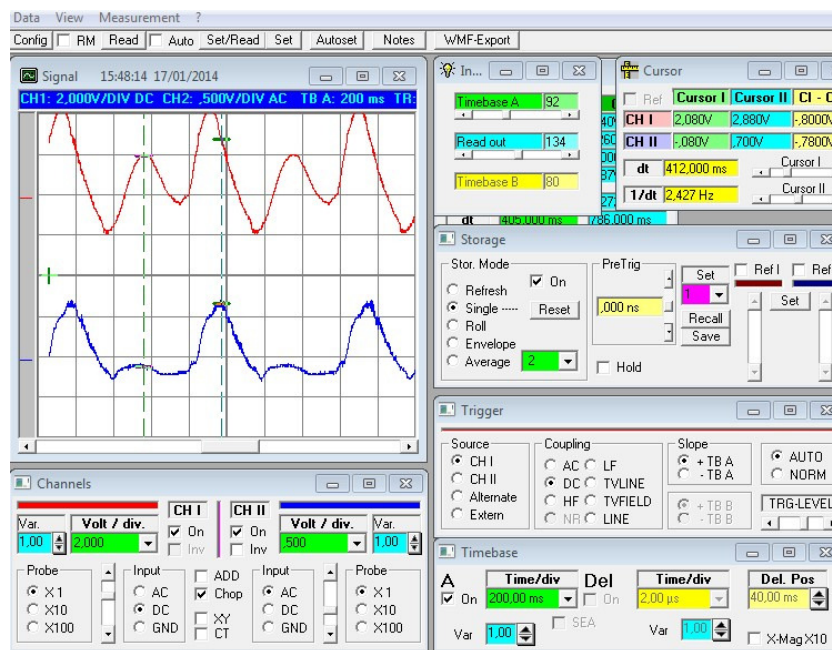 Data View Measurement ?
Config RM Read Auto Set/Read Set Autoset Notes WMF-Export
Signal 15:48:14 17/01/2014
CH1: 2,000V/DIV DC CH2: ,500V/DIV AC TB A: 200 ms TR:
In...
Timebase A 92
Read out 134
Timebase B 80
dt 405,000 ms 786,000 ms
Cursor
Ref Cursor I Cursor II CI - C
CH I 2,080V 2,880V -,8000V
CH II -,080V ,700V -,7800V
dt 412,000 ms Cursor I
1/dt 2,427 Hz Cursor II
Storage
Stor. Mode
On
Refresh
Single -----
Reset
Roll
Envelope
Average 2
PreTrig
,000 ns
Hold
Set
1
Recall
Save
Ref I Ref
Set
Trigger
Source
CH I
CH II
Alternate
Extern
Coupling
AC LF
DC TVLINE
HF TVFIELD
NR LINE
Slope
+ TB A
- TB A
+ TB B
- TB B
AUTO
NORM
TRG-LEVEL
Channels
CH I CH II
Var. Volt / div. On On Volt / div. Var.
1,00 2,000 Inv Inv ,500 1,00
Probe
X1
X10
X100
Input
AC
DC
GND
ADD
Chop
XY
CT
Input
AC
DC
GND
Probe
X1
X10
X100
Timebase
A Time/div Del Time/div Del. Pos
On 200,00 ms On 2,00 µs 40,00 ms
SEA
Var 1,00 Var 1,00 X-Mag X10